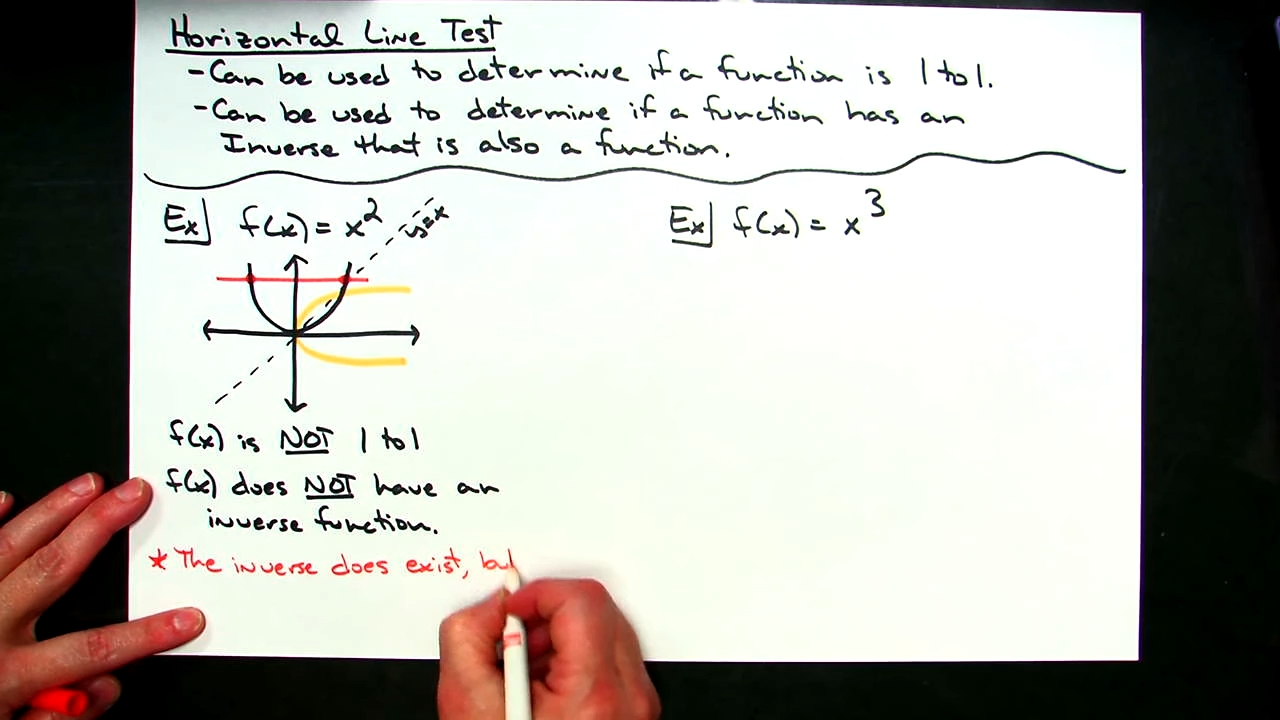 Horizontal Line Test
- Can be used to determine if a function is 1 to 1.
- Can be used to determine if a function has an
Inverse that is also a function.
Ex] f(x) = x²
y=x
f(x) is NOT 1 to 1
f(x) does NOT have an
inverse function.
* The inverse does exist, but
Ex] f(x) = x³